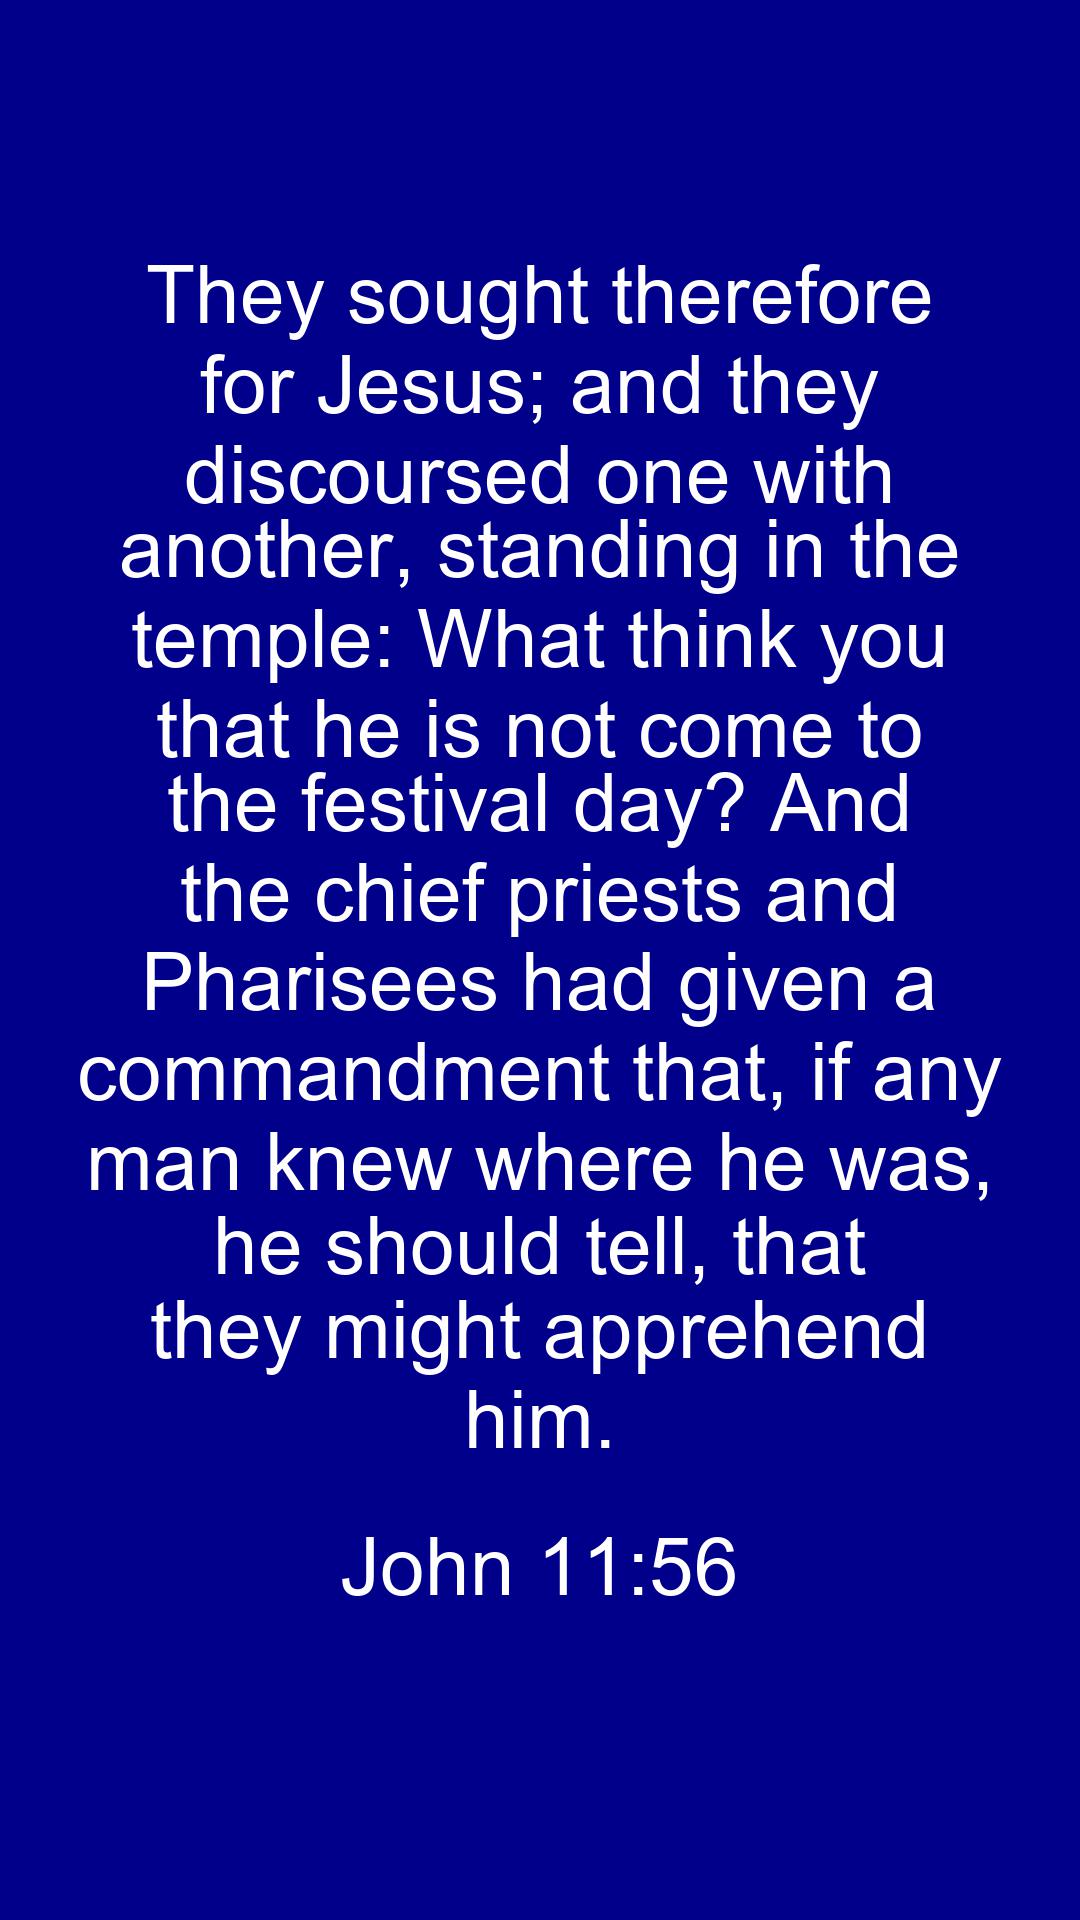 They sought therefore
for Jesus; and they
discoursed one with
another, standing in the
temple: What think you
that he is not come to
the festival day? And
the chief priests and
Pharisees had given a
commandment that, if any
man knew where he was,
he should tell, that
they might apprehend
him.
John 11:56